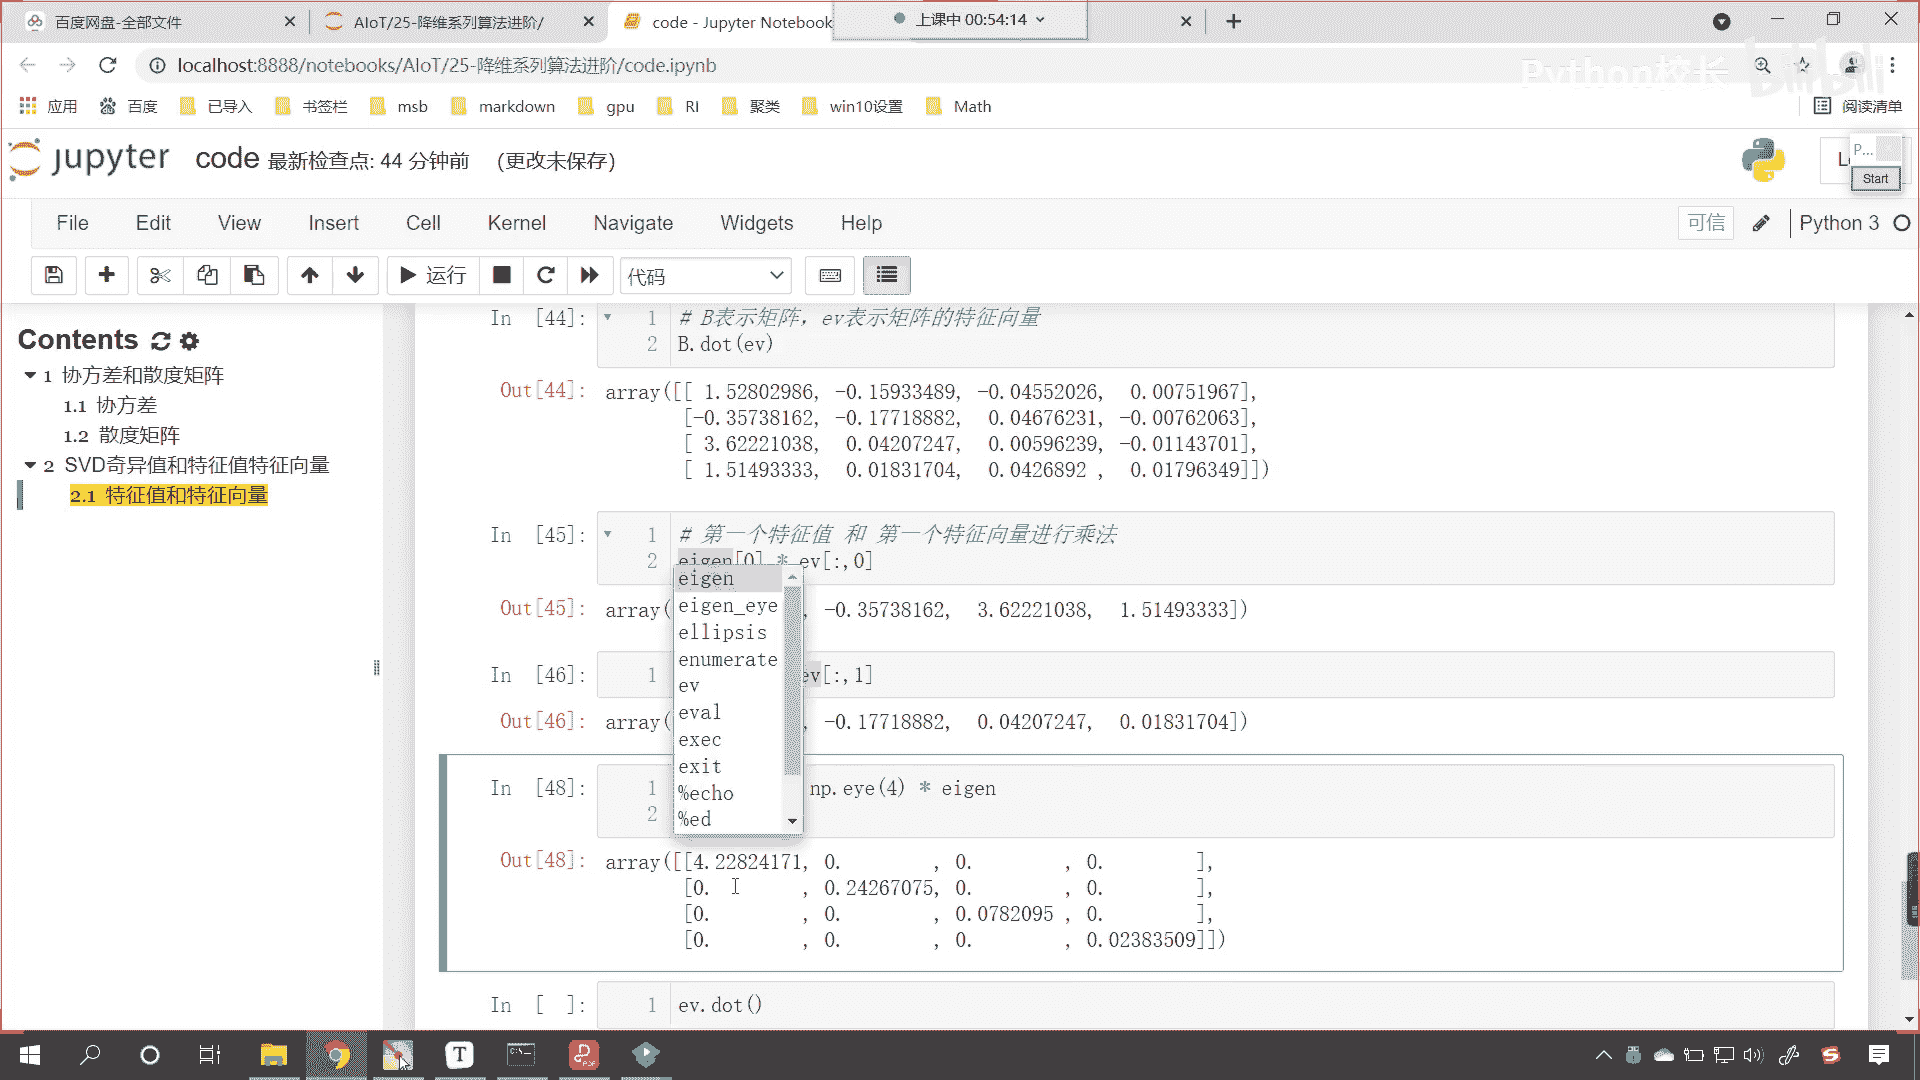 百度网盘-全部文件
AIoT/25-降维系列算法进阶/
code - Jupyter Notebook
上课中 00:54:14
localhost:8888/notebooks/AIoT/25-降维系列算法进阶/code.ipynb
Python校长
bilibili
应用 百度 已导入 书签栏 msb markdown gpu RI 聚类 win10设置 Math 阅读清单
jupyter code 最新检查点: 44 分钟前 (更改未保存)
P...
Start
File Edit View Insert Cell Kernel Navigate Widgets Help 可信 Python 3
运行 代码
Contents
1 协方差和散度矩阵
1.1 协方差
1.2 散度矩阵
2 SVD奇异值和特征值特征向量
2.1 特征值和特征向量
In [44]: 1 # B表示矩阵，ev表示矩阵的特征向量
2 B.dot(ev)
Out[44]: array([[ 1.52802986, -0.15933489, -0.04552026, 0.00751967],
[-0.35738162, -0.17718882, 0.04676231, -0.00762063],
[ 3.62221038, 0.04207247, 0.00596239, -0.01143701],
[ 1.51493333, 0.01831704, 0.0426892 , 0.01796349]])
In [45]: 1 # 第一个特征值 和 第一个特征向量进行乘法
2 eigen[0] * ev[:,0]
Out[45]: array( , -0.35738162, 3.62221038, 1.51493333])
In [46]: 1 ev[:,1]
Out[46]: array( , -0.17718882, 0.04207247, 0.01831704])
eigen
eigen_eye
ellipsis
enumerate
ev
eval
exec
exit
%echo
%ed
In [48]: 1 np.eye(4) * eigen
2
Out[48]: array([[4.22824171, 0. , 0. , 0. ],
[0. , 0.24267075, 0. , 0. ],
[0. , 0. , 0.0782095 , 0. ],
[0. , 0. , 0. , 0.02383509]])
In [ ]: 1 ev.dot()